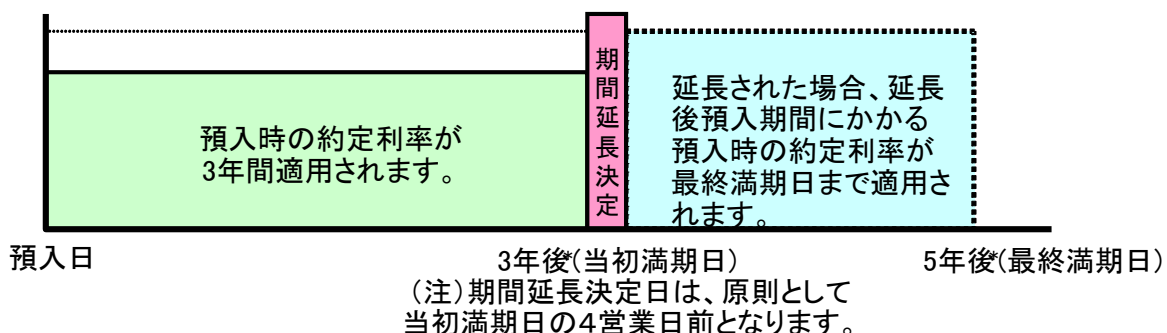 預入時の約定利率が
3年間適用されます。
期間延長決定
延長された場合、延長
後預入期間にかかる
預入時の約定利率が
最終満期日まで適用さ
れます。
預入日
3年後*(当初満期日)
5年後*(最終満期日)
(注)期間延長決定日は、原則として
当初満期日の4営業日前となります。